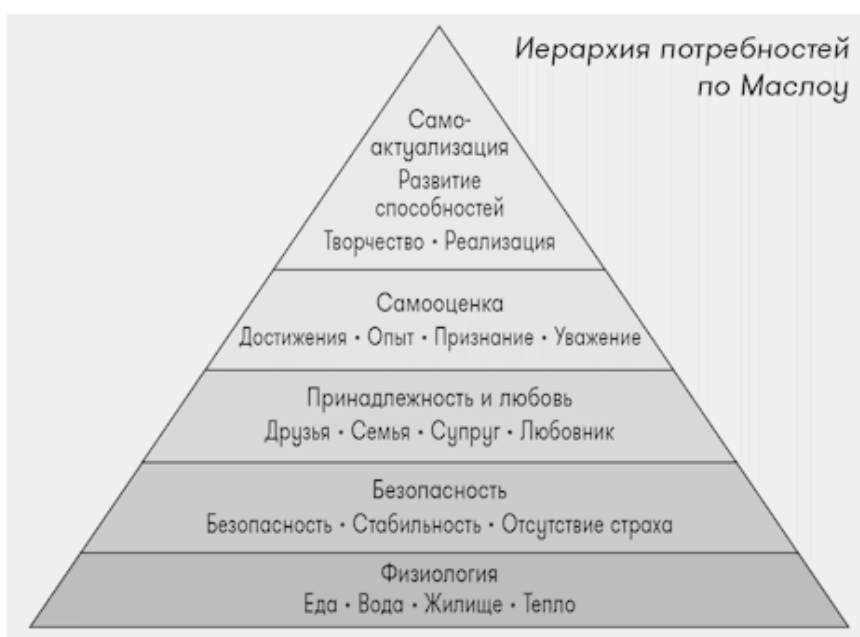 Иерархия потребностей
по Маслоу
Само-
актуализация
Развитие
способностей
Творчество • Реализация
Самооценка
Достижения • Опыт • Признание • Уважение
Принадлежность и любовь
Друзья • Семья • Супруг • Любовник
Безопасность
Безопасность • Стабильность • Отсутствие страха
Физиология
Еда • Вода • Жилище • Тепло